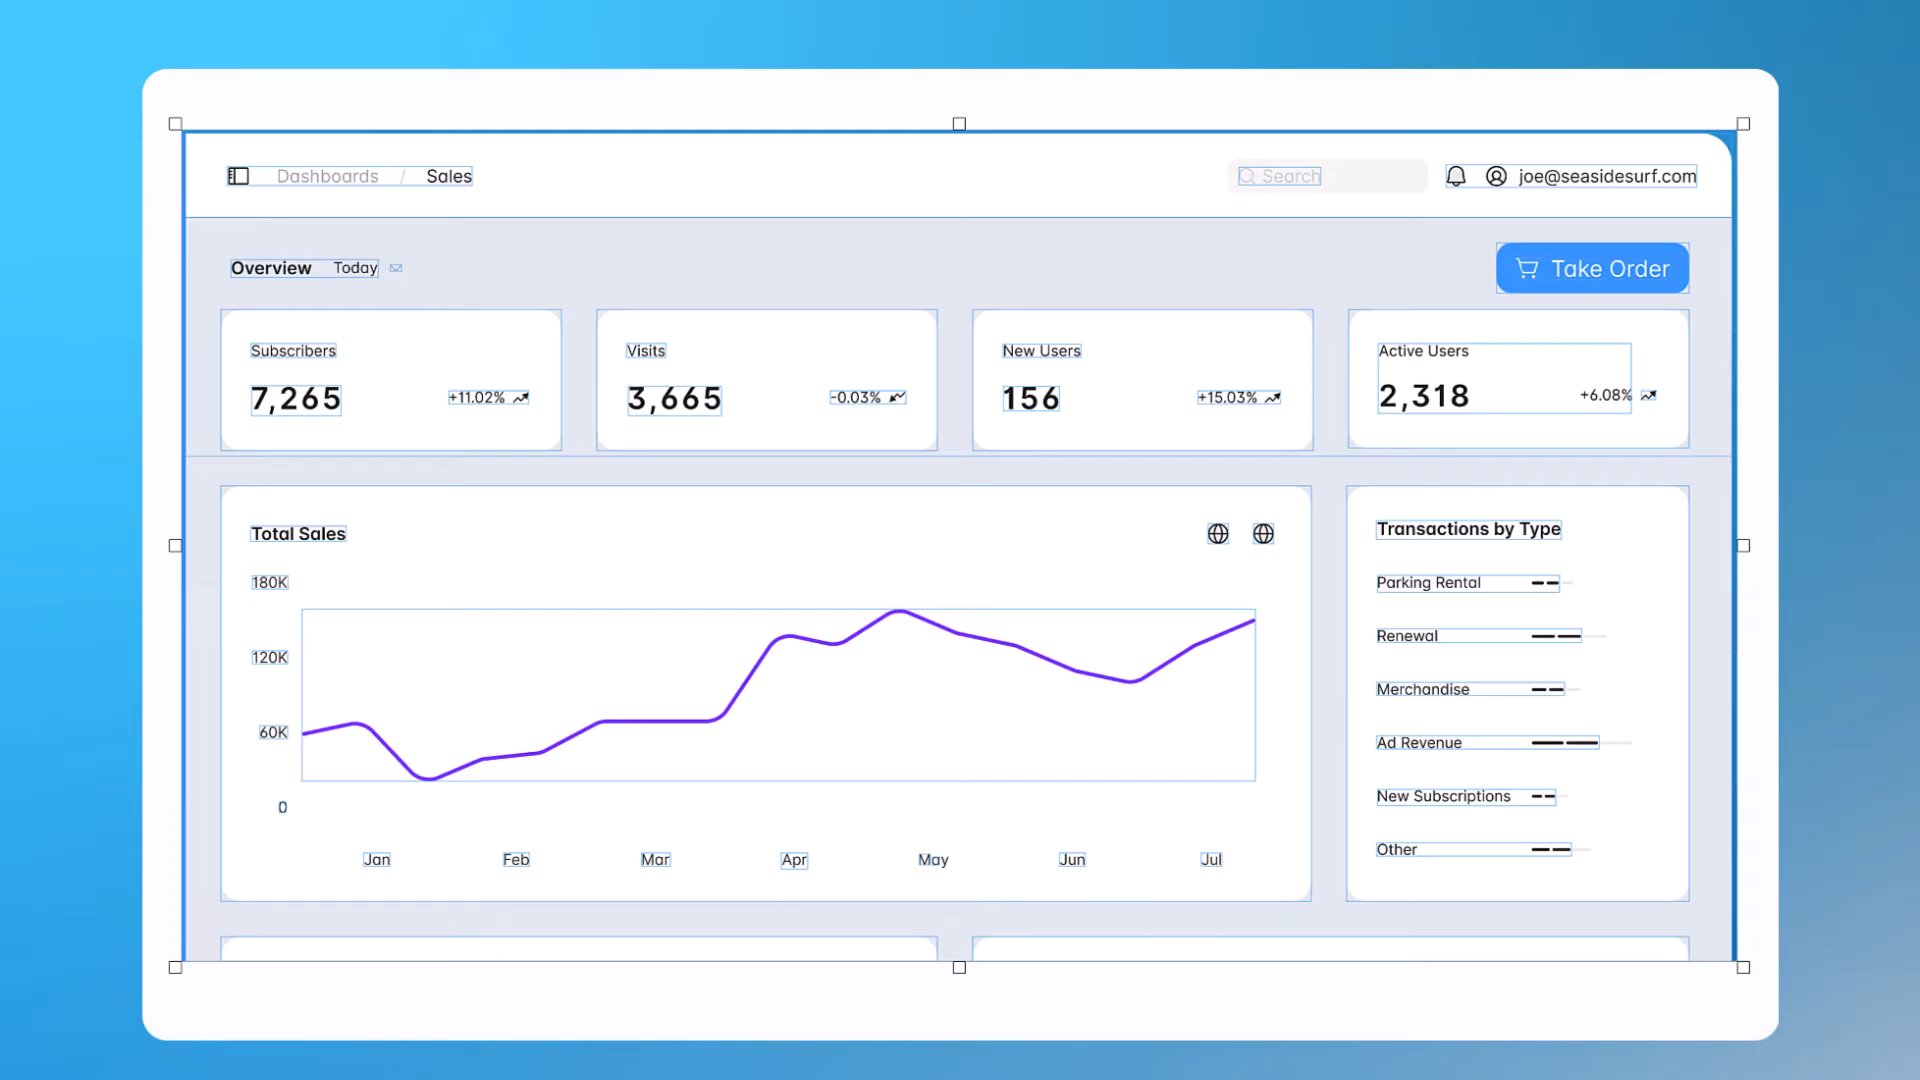 Dashboards / Sales
Search
joe@seasidesurf.com
Overview Today
Take Order
Subscribers
7,265 +11.02%
Visits
3,665 -0.03%
New Users
156 +15.03%
Active Users
2,318 +6.08%
Total Sales
180K
120K
60K
0
Jan Feb Mar Apr May Jun Jul
Transactions by Type
Parking Rental
Renewal
Merchandise
Ad Revenue
New Subscriptions
Other